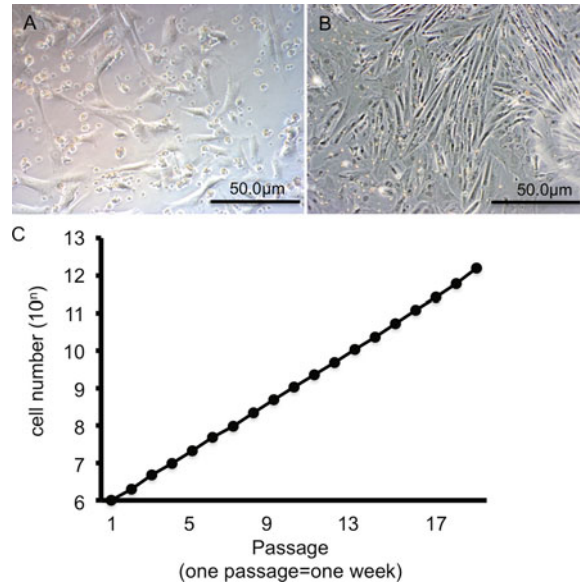 A
B
50.0μm
50.0μm
C
13
12
11
10
9
8
7
6
cell number (10ⁿ)
1 5 9 13 17
Passage
(one passage=one week)